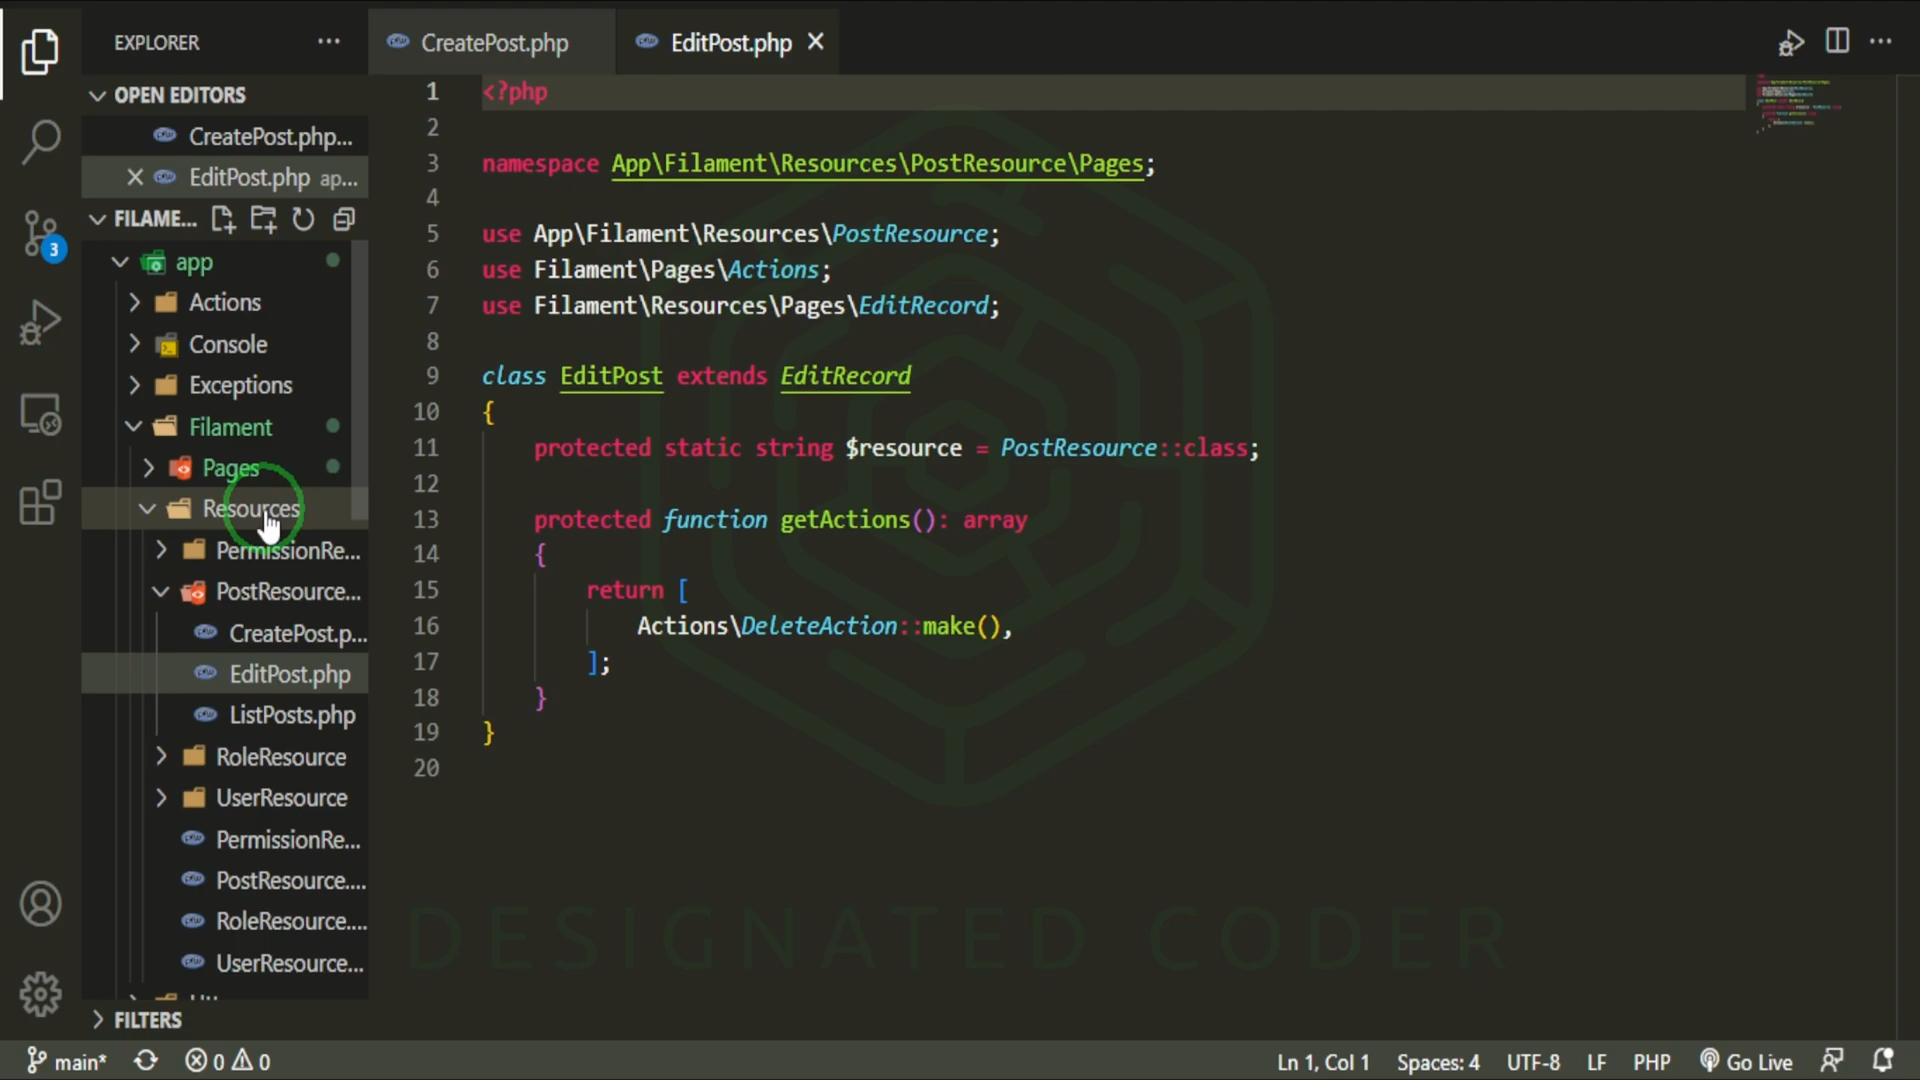 EXPLORER
CreatePost.php
EditPost.php
OPEN EDITORS
CreatePost.php...
EditPost.php ap...
FILAME...
app
Actions
Console
Exceptions
Filament
Pages
Resources
PermissionRe...
PostResource...
CreatePost.p...
EditPost.php
ListPosts.php
RoleResource
UserResource
PermissionRe...
PostResource....
RoleResource....
UserResource...
FILTERS
3
1 <?php
2
3 namespace App\Filament\Resources\PostResource\Pages;
4
5 use App\Filament\Resources\PostResource;
6 use Filament\Pages\Actions;
7 use Filament\Resources\Pages\EditRecord;
8
9 class EditPost extends EditRecord
10 {
11 protected static string $resource = PostResource::class;
12
13 protected function getActions(): array
14 {
15 return [
16 Actions\DeleteAction::make(),
17 ];
18 }
19 }
20
DESIGNATED CODER
main* 0 0 Ln 1, Col 1 Spaces: 4 UTF-8 LF PHP Go Live